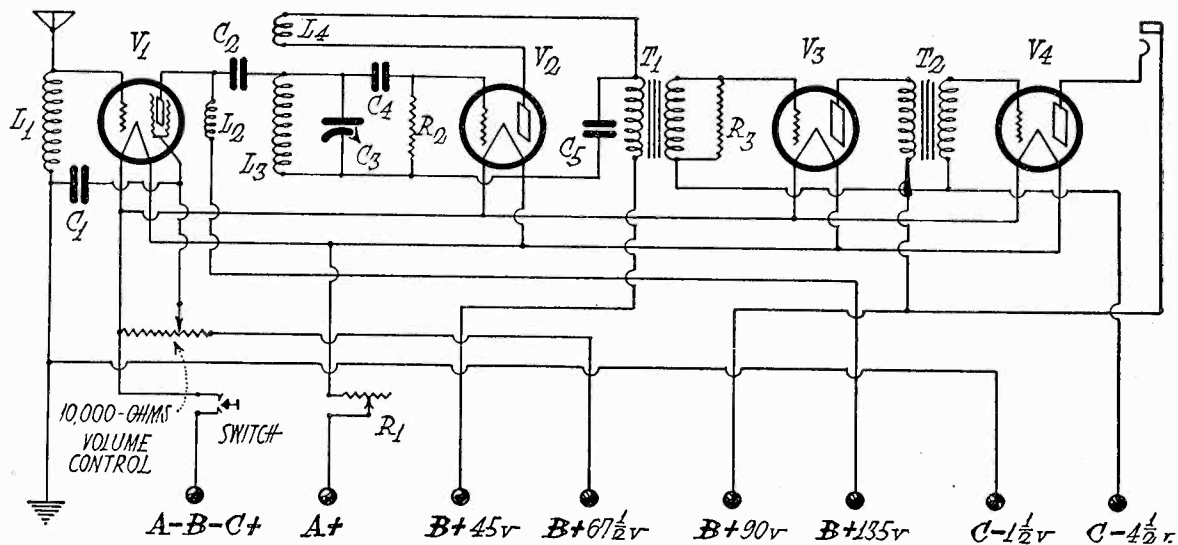 L4
V1
C2
V2
T1
V3
T2
V4
L1
L2
L3
C4
C3
R2
C5
R3
C1
10,000-OHMS
VOLUME
CONTROL
SWITCH
R1
A-B-C+
A+
B+45v
B+67½v
B+90v
B+135v
C-1½v
C-4½v